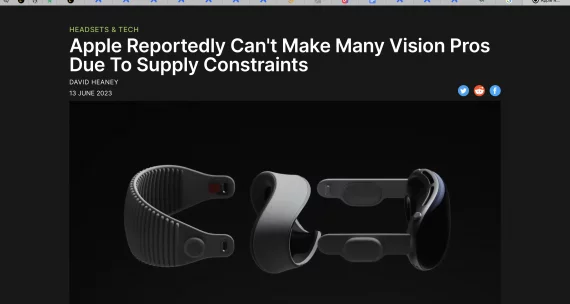 HEADSETS & TECH
Apple Reportedly Can't Make Many Vision Pros
Due To Supply Constraints
DAVID HEANEY
13 JUNE 2023